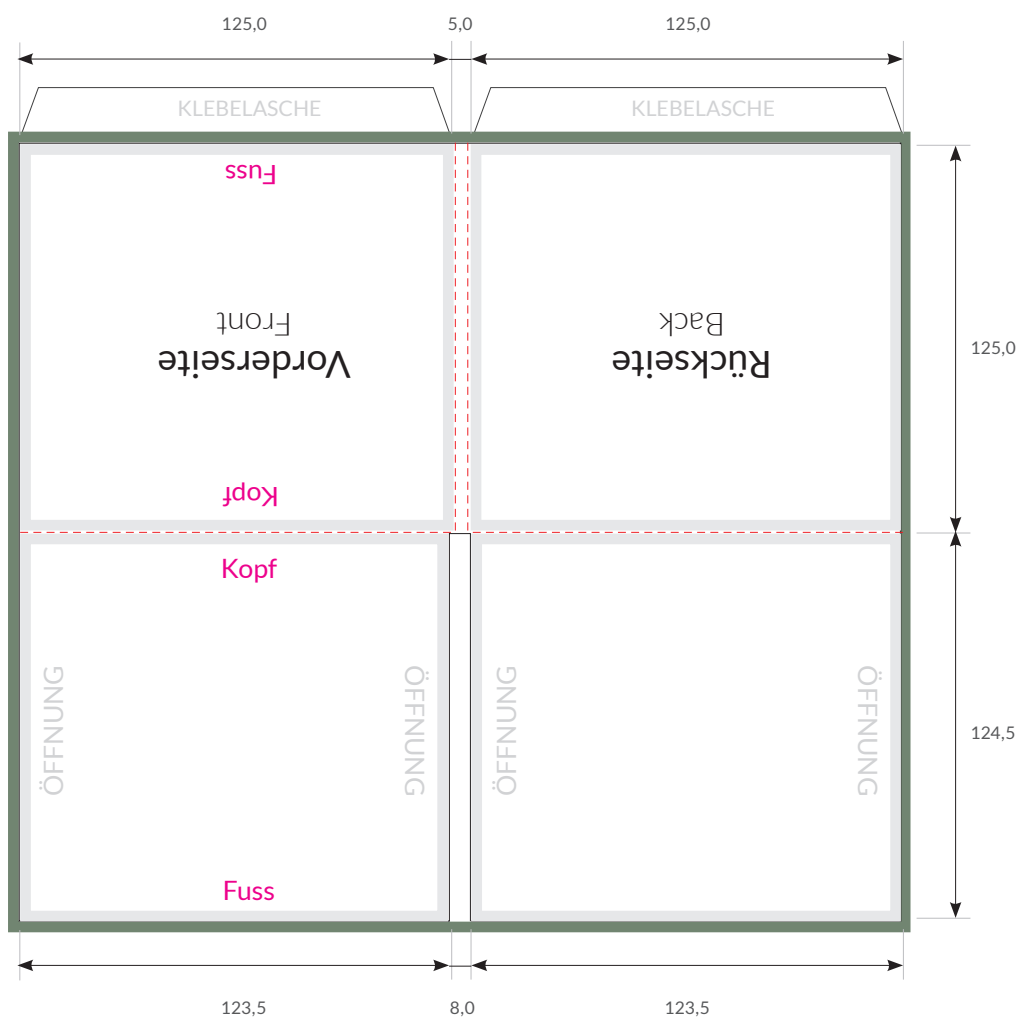 125,0
5,0
125,0
KLEBELASCHE
KLEBELASCHE
Fuss
Front
Vorderseite
Back
Rückseite
125,0
Kopf
Kopf
ÖFFNUNG
ÖFFNUNG
ÖFFNUNG
ÖFFNUNG
124,5
Fuss
123,5
8,0
123,5